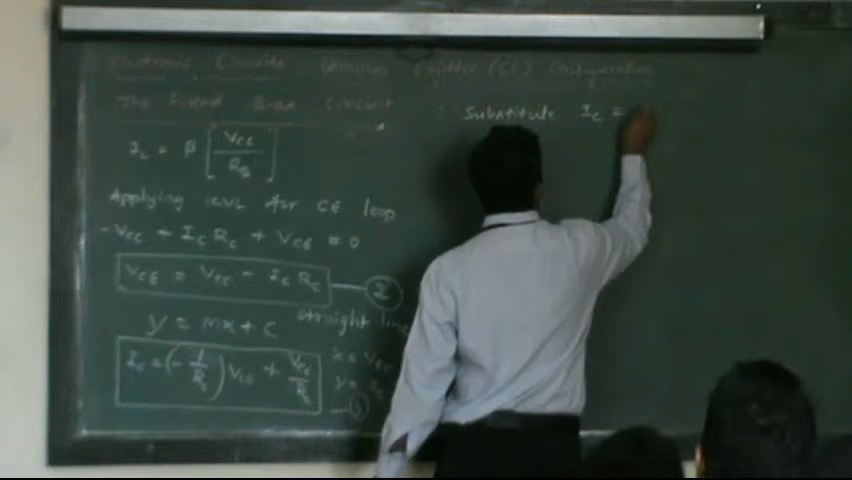 Electronic Circuits Common Emitter (CE) Configuration
The Fixed Bias Circuit
Substitute I_C =
I_C = β [V_CC / R_B]
Applying KVL for CE loop
-V_CC + I_C R_C + V_CE = 0
V_CE = V_CC - I_C R_C — 2
y = mx + c straight line
I_C = (-1/R_C) V_CE + V_CC/R_C
x = V_CE
y = I_C
3